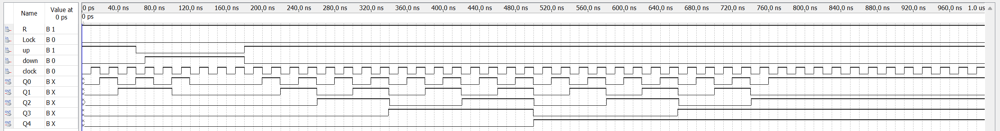 Name Value at 0 ps
0 ps 40.0 ns 80.0 ns 120.0 ns 160.0 ns 200.0 ns 240.0 ns 280.0 ns 320.0 ns 360.0 ns 400.0 ns 440.0 ns 480.0 ns 520.0 ns 560.0 ns 600.0 ns 640.0 ns 680.0 ns 720.0 ns 760.0 ns 800.0 ns 840.0 ns 880.0 ns 920.0 ns 960.0 ns 1.0 us
0 ps
in R B 1
in Lock B 0
in up B 1
in down B 0
in clock B 0
out Q0 B X
out Q1 B X
out Q2 B X
out Q3 B X
out Q4 B X